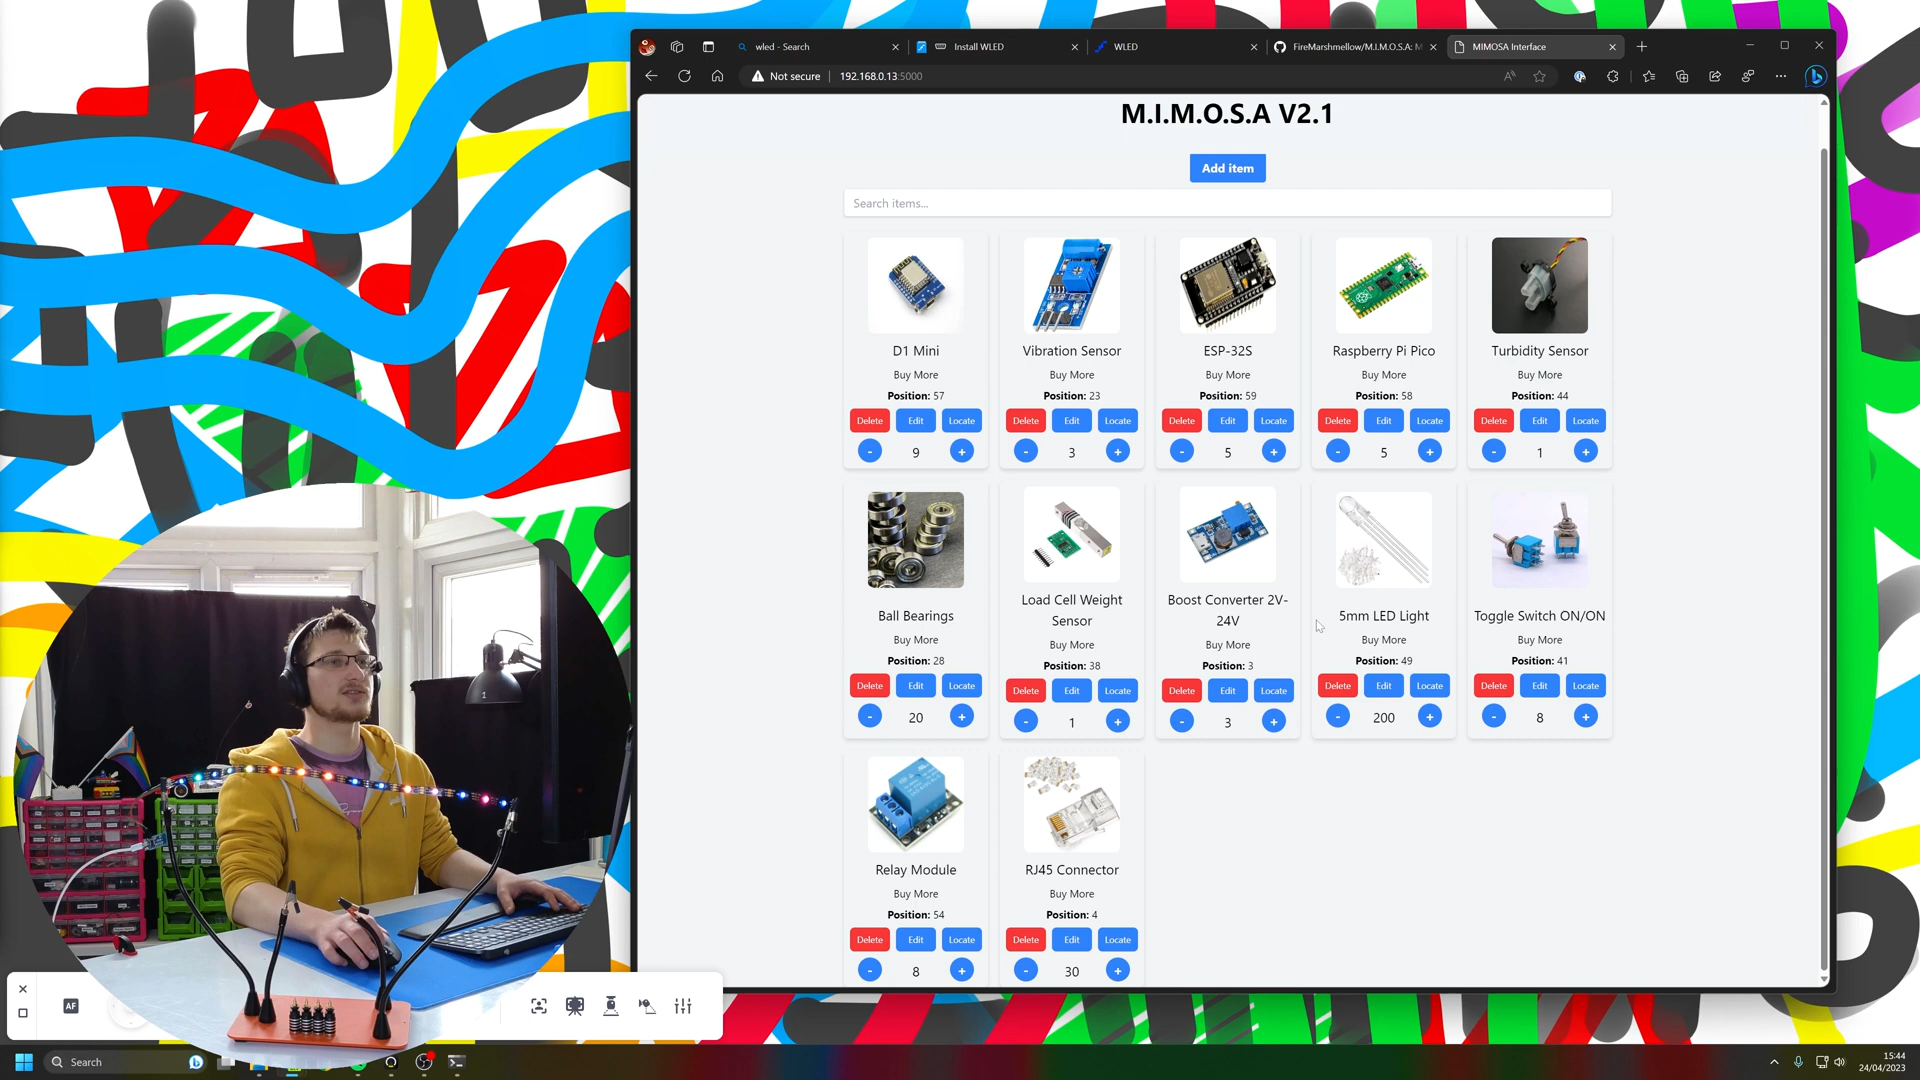 wled - Search
Install WLED
WLED
FireMarshmellow/M.I.M.O.S.A: M
MIMOSA Interface
Not secure
192.168.0.13:5000
M.I.M.O.S.A V2.1
Add item
Search items...
D1 Mini
Vibration Sensor
ESP-32S
Raspberry Pi Pico
Turbidity Sensor
Buy More
Buy More
Buy More
Buy More
Buy More
Position: 57
Position: 23
Position: 59
Position: 58
Position: 44
Delete Edit Locate
Delete Edit Locate
Delete Edit Locate
Delete Edit Locate
Delete Edit Locate
- 9 +
- 3 +
- 5 +
- 5 +
- 1 +
Ball Bearings
Load Cell Weight
Sensor
Boost Converter 2V-
24V
5mm LED Light
Toggle Switch ON/ON
Buy More
Buy More
Buy More
Buy More
Buy More
Position: 28
Position: 38
Position: 3
Position: 49
Position: 41
Delete Edit Locate
Delete Edit Locate
Delete Edit Locate
Delete Edit Locate
Delete Edit Locate
- 20 +
- 1 +
- 3 +
- 200 +
- 8 +
Relay Module
RJ45 Connector
Buy More
Buy More
Position: 54
Position: 4
Delete Edit Locate
Delete Edit Locate
- 8 +
- 30 +
AF
1
Search
15:44
24/04/2023